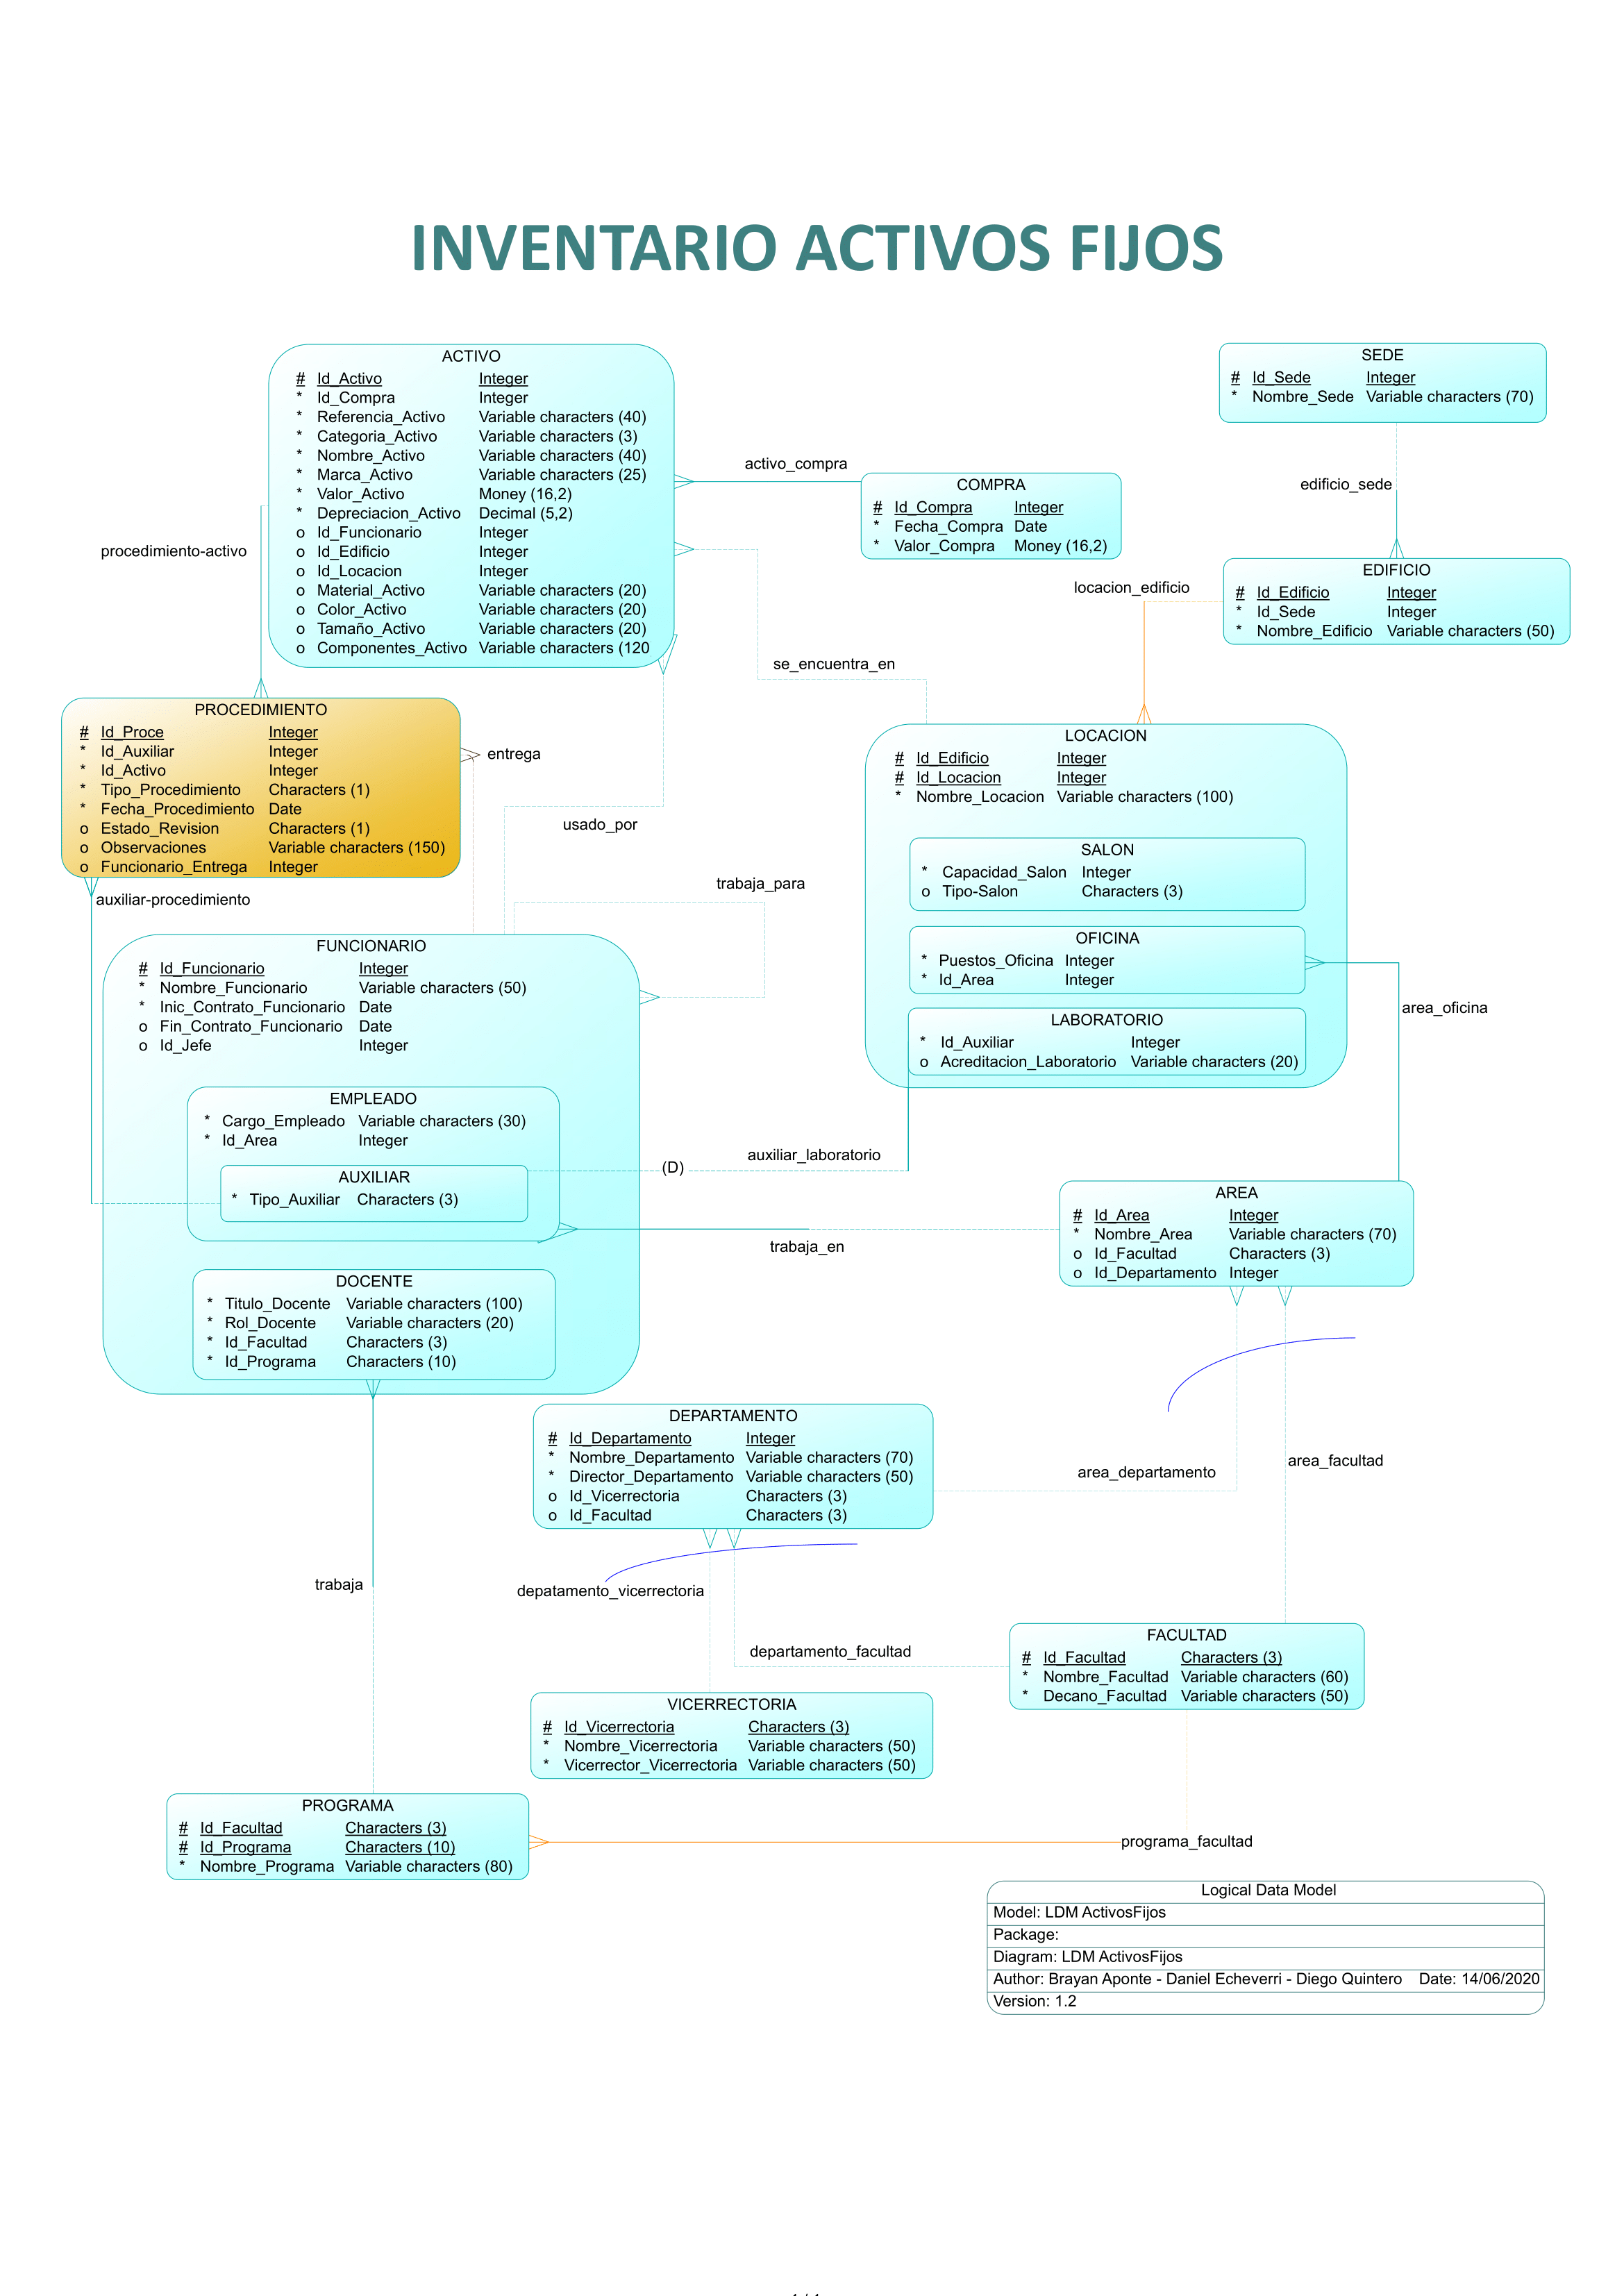 INVENTARIO ACTIVOS FIJOS
ACTIVO
# Id_Activo Integer
* Id_Compra Integer
* Referencia_Activo Variable characters (40)
* Categoria_Activo Variable characters (3)
* Nombre_Activo Variable characters (40)
* Marca_Activo Variable characters (25)
* Valor_Activo Money (16,2)
* Depreciacion_Activo Decimal (5,2)
o Id_Funcionario Integer
o Id_Edificio Integer
o Id_Locacion Integer
o Material_Activo Variable characters (20)
o Color_Activo Variable characters (20)
o Tamaño_Activo Variable characters (20)
o Componentes_Activo Variable characters (120
SEDE
# Id_Sede Integer
* Nombre_Sede Variable characters (70)
activo_compra
COMPRA
# Id_Compra Integer
* Fecha_Compra Date
* Valor_Compra Money (16,2)
edificio_sede
EDIFICIO
# Id_Edificio Integer
* Id_Sede Integer
* Nombre_Edificio Variable characters (50)
procedimiento-activo
locacion_edificio
se_encuentra_en
PROCEDIMIENTO
# Id_Proce Integer
* Id_Auxiliar Integer
* Id_Activo Integer
* Tipo_Procedimiento Characters (1)
* Fecha_Procedimiento Date
o Estado_Revision Characters (1)
o Observaciones Variable characters (150)
o Funcionario_Entrega Integer
entrega
usado_por
LOCACION
# Id_Edificio Integer
# Id_Locacion Integer
* Nombre_Locacion Variable characters (100)
SALON
* Capacidad_Salon Integer
o Tipo-Salon Characters (3)
OFICINA
* Puestos_Oficina Integer
* Id_Area Integer
LABORATORIO
* Id_Auxiliar Integer
o Acreditacion_Laboratorio Variable characters (20)
auxiliar-procedimiento
trabaja_para
area_oficina
FUNCIONARIO
# Id_Funcionario Integer
* Nombre_Funcionario Variable characters (50)
* Inic_Contrato_Funcionario Date
o Fin_Contrato_Funcionario Date
o Id_Jefe Integer
EMPLEADO
* Cargo_Empleado Variable characters (30)
* Id_Area Integer
AUXILIAR
* Tipo_Auxiliar Characters (3)
(D)
auxiliar_laboratorio
trabaja_en
AREA
# Id_Area Integer
* Nombre_Area Variable characters (70)
o Id_Facultad Characters (3)
o Id_Departamento Integer
DOCENTE
* Titulo_Docente Variable characters (100)
* Rol_Docente Variable characters (20)
* Id_Facultad Characters (3)
* Id_Programa Characters (10)
DEPARTAMENTO
# Id_Departamento Integer
* Nombre_Departamento Variable characters (70)
* Director_Departamento Variable characters (50)
o Id_Vicerrectoria Characters (3)
o Id_Facultad Characters (3)
area_departamento
area_facultad
trabaja
depatamento_vicerrectoria
departamento_facultad
FACULTAD
# Id_Facultad Characters (3)
* Nombre_Facultad Variable characters (60)
* Decano_Facultad Variable characters (50)
VICERRECTORIA
# Id_Vicerrectoria Characters (3)
* Nombre_Vicerrectoria Variable characters (50)
* Vicerrector_Vicerrectoria Variable characters (50)
PROGRAMA
# Id_Facultad Characters (3)
# Id_Programa Characters (10)
* Nombre_Programa Variable characters (80)
programa_facultad
Logical Data Model
Model: LDM ActivosFijos
Package:
Diagram: LDM ActivosFijos
Author: Brayan Aponte - Daniel Echeverri - Diego Quintero Date: 14/06/2020
Version: 1.2